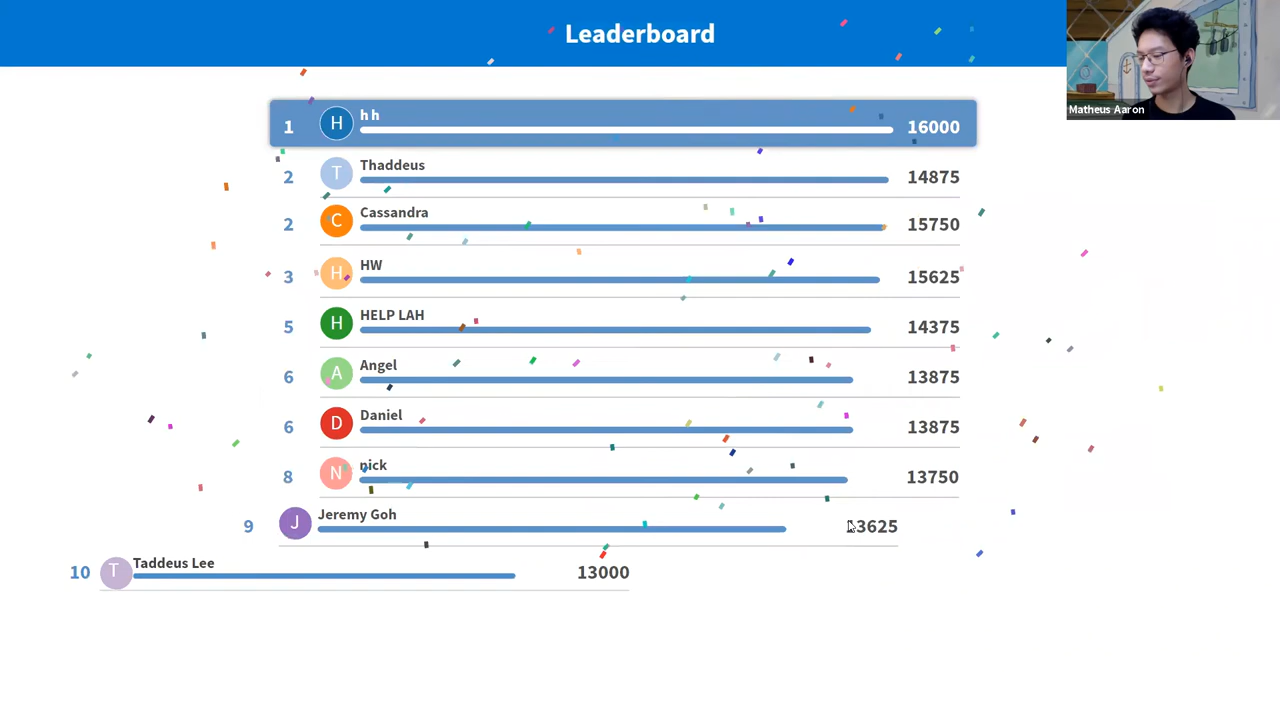 Leaderboard
Matheus Aaron
1 H h h 16000
2 T Thaddeus 14875
2 C Cassandra 15750
3 H HW 15625
5 H HELP LAH 14375
6 A Angel 13875
6 D Daniel 13875
8 N nick 13750
9 J Jeremy Goh 13625
10 T Taddeus Lee 13000